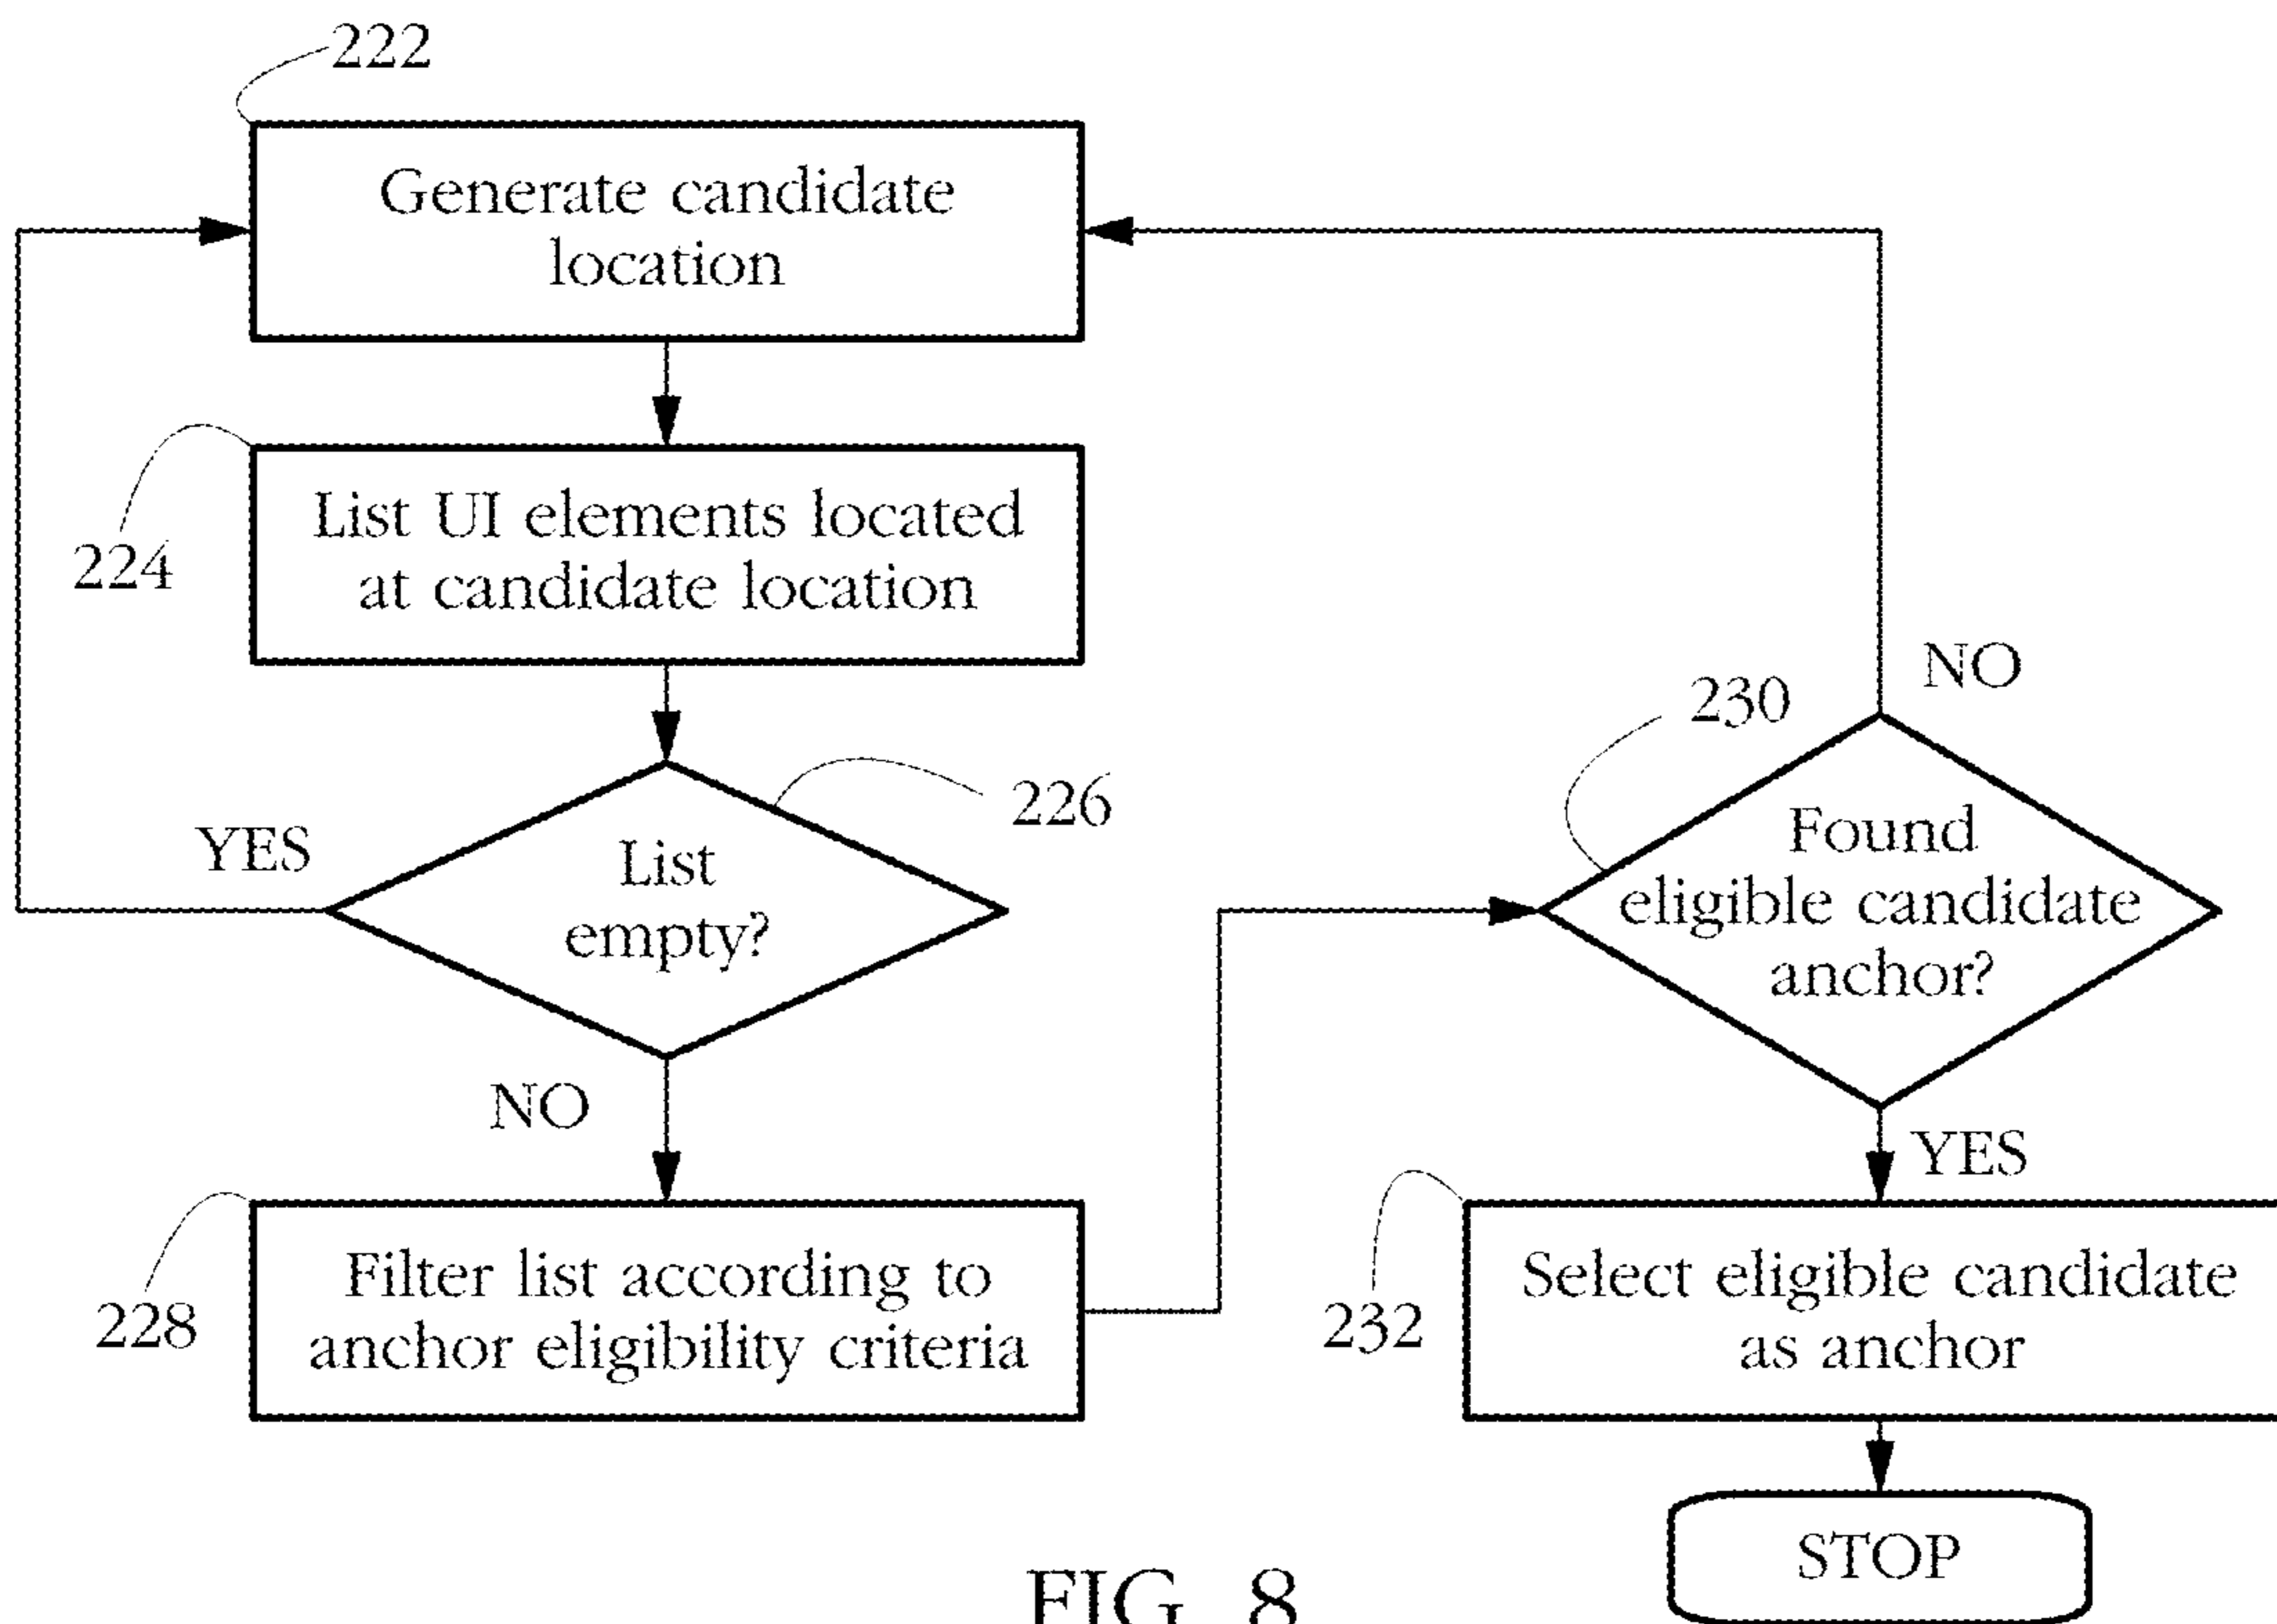 222
Generate candidate
location
224
List UI elements located
at candidate location
226
List
empty?
YES
NO
228
Filter list according to
anchor eligibility criteria
230
NO
Found
eligible candidate
anchor?
YES
232
Select eligible candidate
as anchor
STOP
FIG. 8